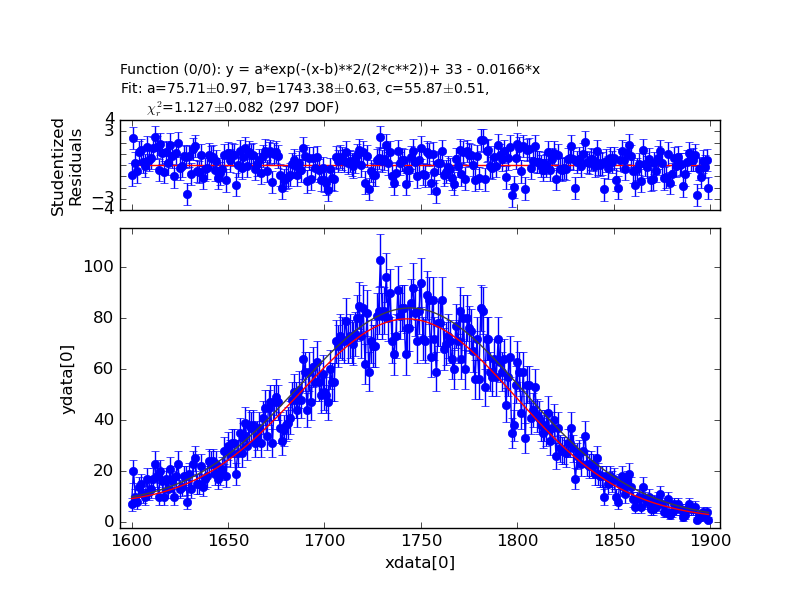 Function (0/0): y = a*exp(-(x-b)**2/(2*c**2))+ 33 - 0.0166*x
Fit: a=75.71±0.97, b=1743.38±0.63, c=55.87±0.51,
χ²ᵣ=1.127±0.082 (297 DOF)
4
3
−3
−4
Studentized
Residuals
100
80
60
40
20
0
ydata[0]
1600 1650 1700 1750 1800 1850 1900
xdata[0]